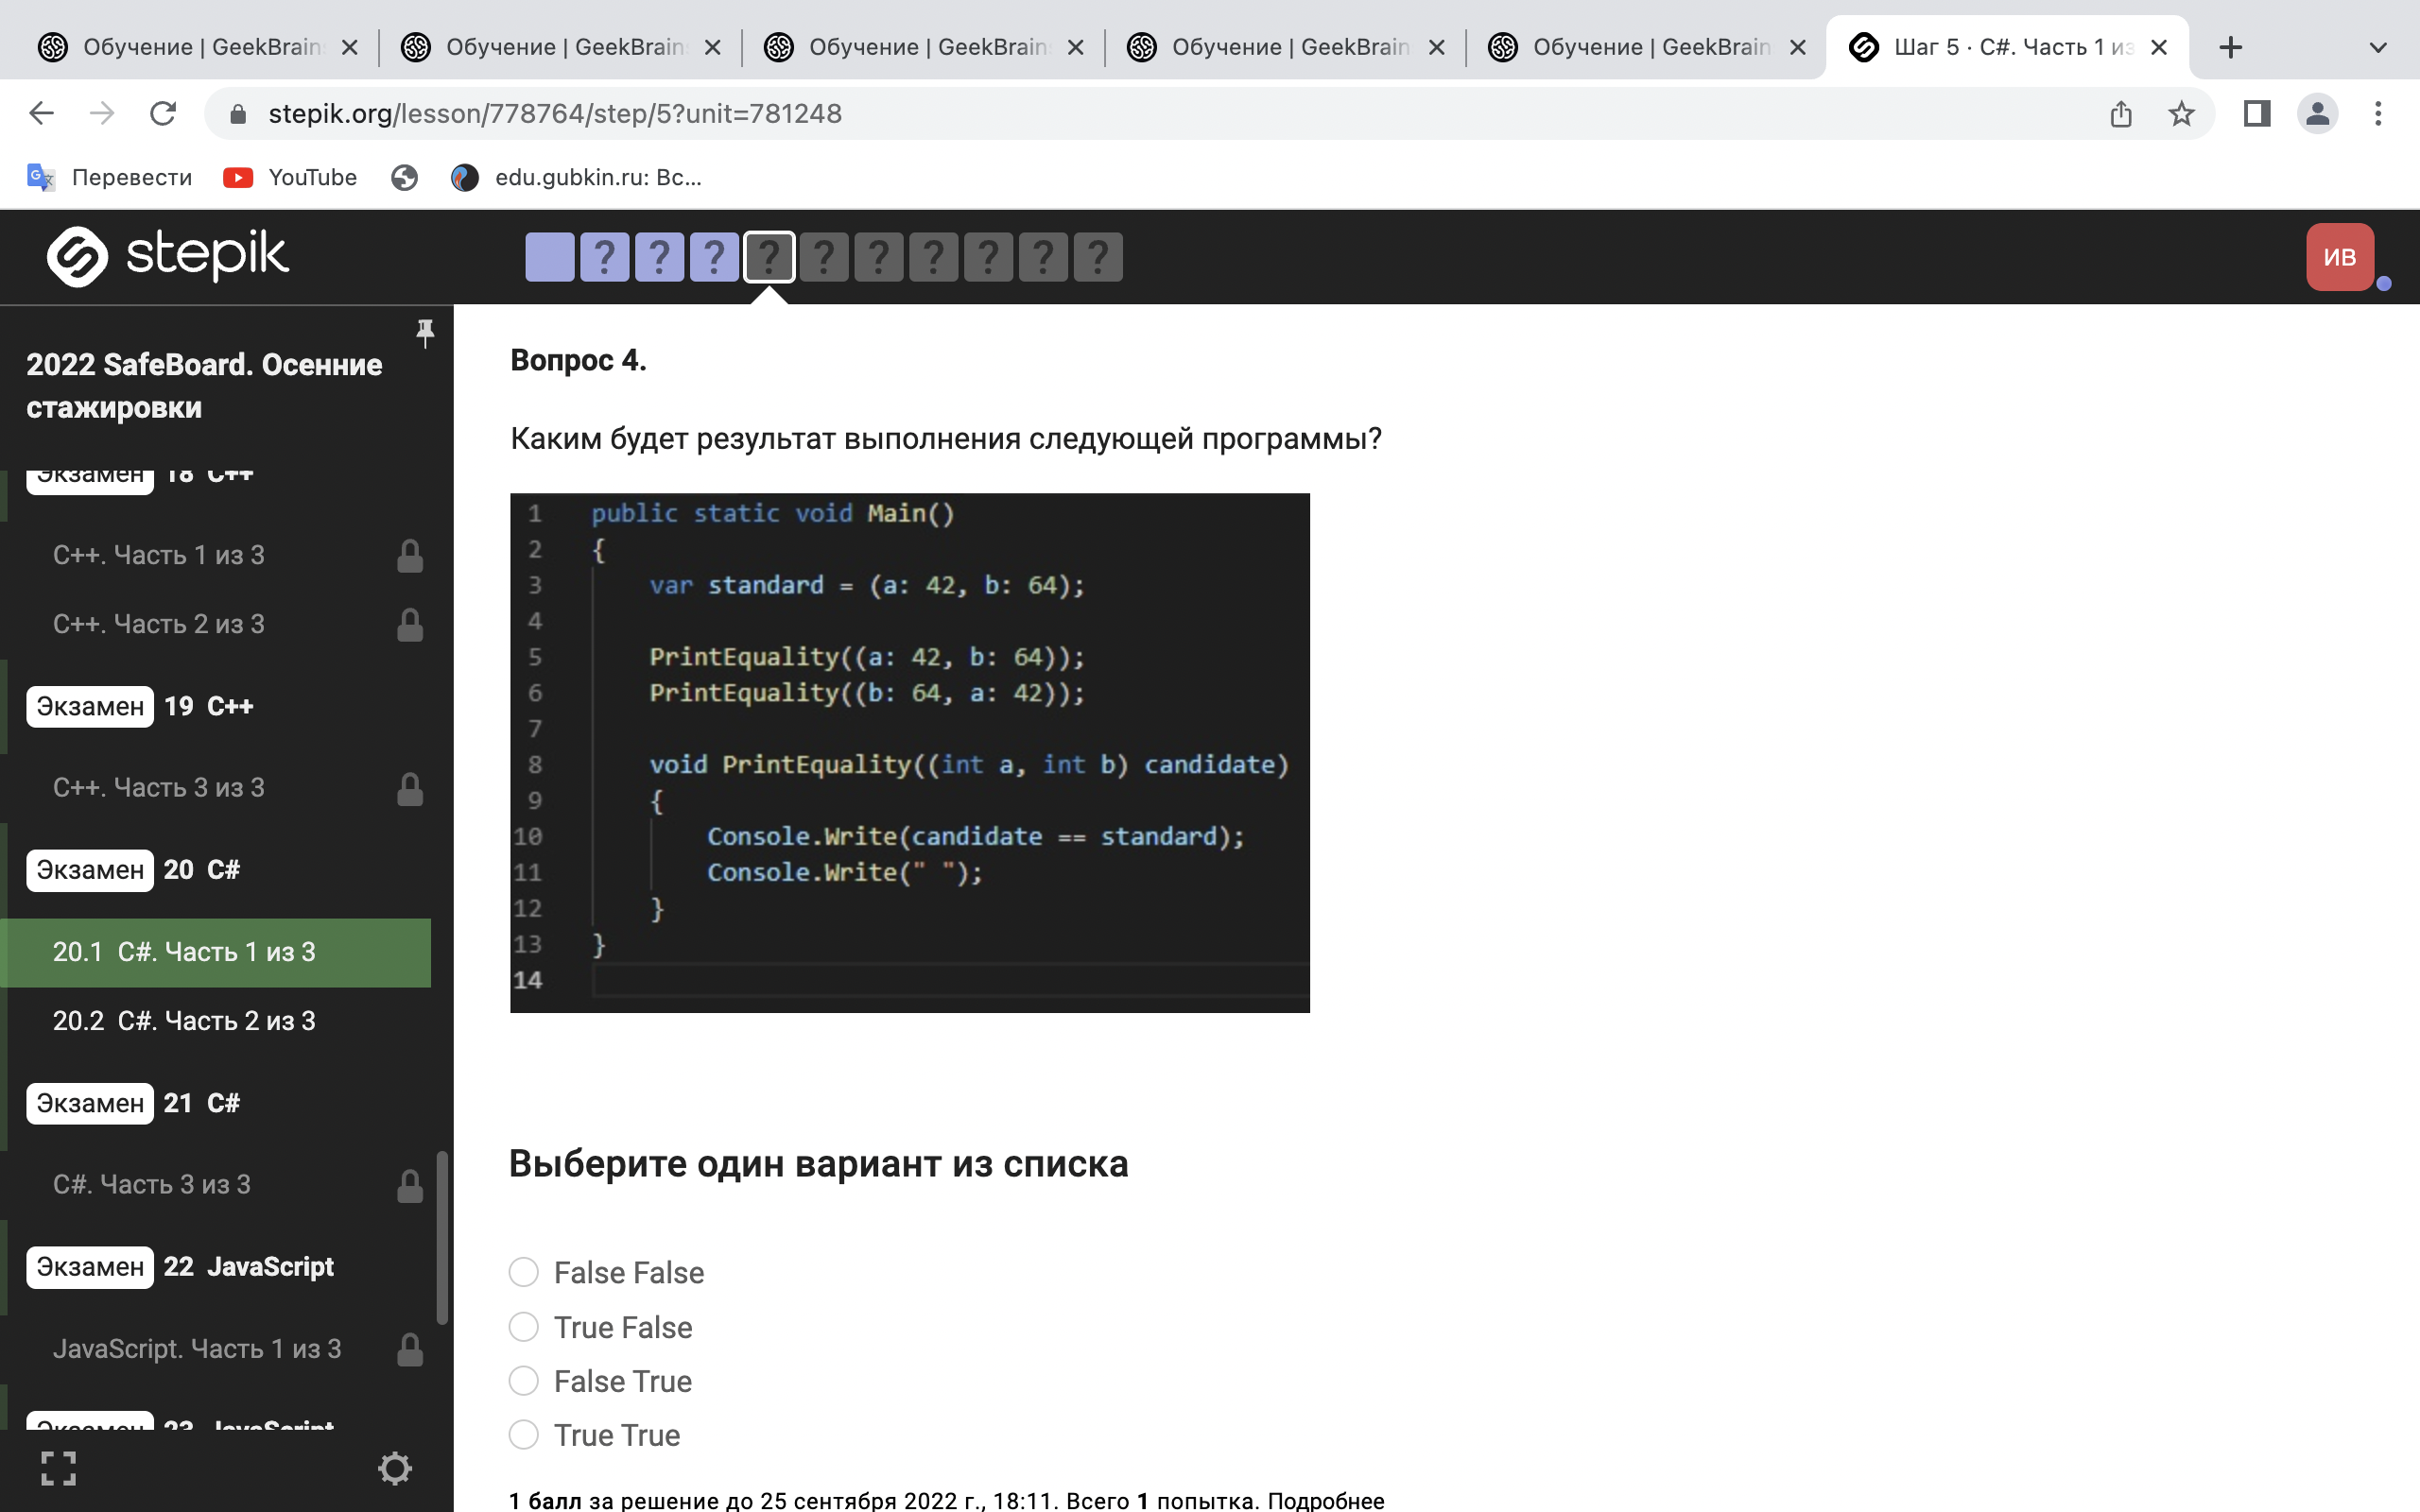 Обучение | GeekBrain
Обучение | GeekBrain
Обучение | GeekBrain
Обучение | GeekBrain
Обучение | GeekBrain
Шаг 5 · C#. Часть 1 из
stepik.org/lesson/778764/step/5?unit=781248
Перевести
YouTube
edu.gubkin.ru: Вс...
stepik
? ? ? ? ? ? ? ? ? ?
ИВ
2022 SafeBoard. Осенние
стажировки
Экзамен 18 C++
C++. Часть 1 из 3
C++. Часть 2 из 3
Экзамен 19 C++
C++. Часть 3 из 3
Экзамен 20 C#
20.1 C#. Часть 1 из 3
20.2 C#. Часть 2 из 3
Экзамен 21 C#
C#. Часть 3 из 3
Экзамен 22 JavaScript
JavaScript. Часть 1 из 3
Экзамен 23 JavaScript
Вопрос 4.
Каким будет результат выполнения следующей программы?
1 public static void Main()
2 {
3 var standard = (a: 42, b: 64);
4
5 PrintEquality((a: 42, b: 64));
6 PrintEquality((b: 64, a: 42));
7
8 void PrintEquality((int a, int b) candidate)
9 {
10 Console.Write(candidate == standard);
11 Console.Write(" ");
12 }
13 }
14
Выберите один вариант из списка
False False
True False
False True
True True
1 балл за решение до 25 сентября 2022 г., 18:11. Всего 1 попытка. Подробнее